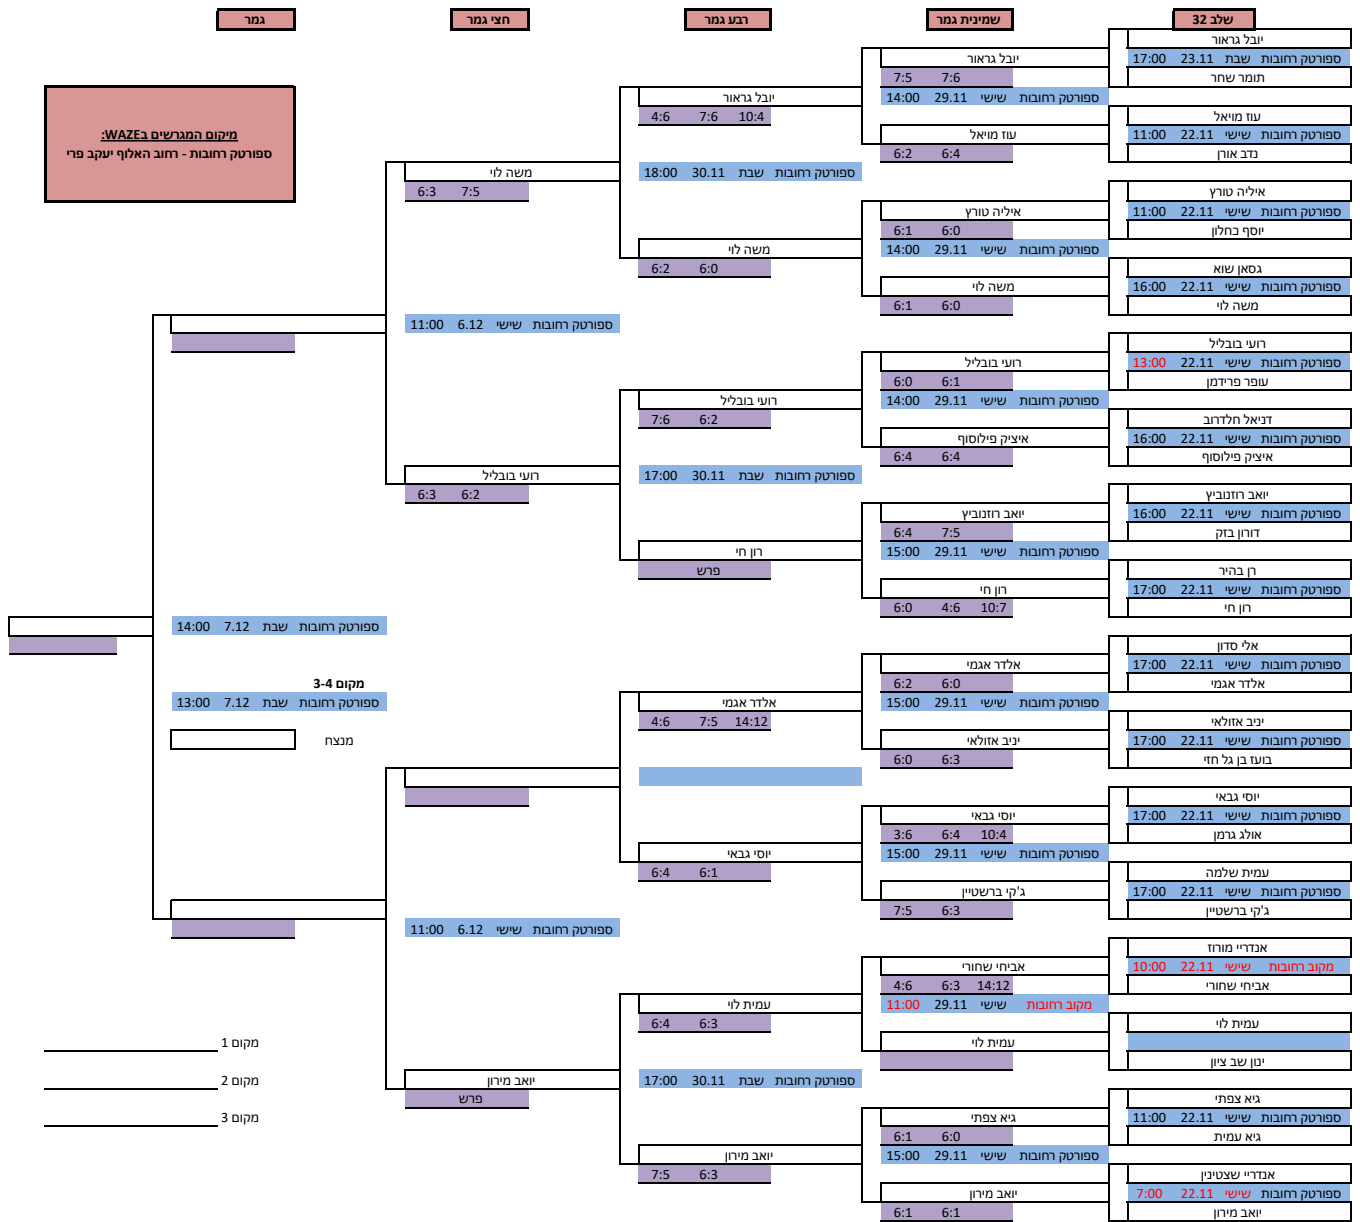 שלב 32
שמינית גמר
רבע גמר
חצי גמר
גמר
מיקום המגרשים בWAZE:
ספורטק רחובות - רחוב האלוף יעקב פרי
יובל גראור
ספורטק רחובות שבת 23.11 17:00
תומר שחר
עוז מויאל
ספורטק רחובות שישי 22.11 11:00
נדב אורן
איליה טורץ
ספורטק רחובות שישי 22.11 11:00
יוסף כחלון
גסאן שוא
ספורטק רחובות שישי 22.11 16:00
משה לוי
רועי בובליל
ספורטק רחובות שישי 22.11 13:00
עופר פרידמן
דניאל חלדרוב
ספורטק רחובות שישי 22.11 16:00
איציק פילוסוף
יואב רוזנוביץ
ספורטק רחובות שישי 22.11 16:00
דורון בזק
רן בהיר
ספורטק רחובות שישי 22.11 17:00
רון חי
אלי סדון
ספורטק רחובות שישי 22.11 17:00
אלדר אגמי
יניב אזולאי
ספורטק רחובות שישי 22.11 17:00
בועז בן גל חזי
יוסי גבאי
ספורטק רחובות שישי 22.11 17:00
אולג גרמן
עמית שלמה
ספורטק רחובות שישי 22.11 17:00
ג'קי ברשטיין
אנדריי מורוז
מקוב רחובות שישי 22.11 10:00
אביחי שחורי
עמית לוי
ינון שב ציון
גיא צפתי
ספורטק רחובות שישי 22.11 11:00
גיא עמית
אנדריי שצטינין
ספורטק רחובות שישי 22.11 7:00
יואב מירון
יובל גראור
7:5 7:6
ספורטק רחובות שישי 29.11 14:00
עוז מויאל
6:2 6:4
איליה טורץ
6:1 6:0
ספורטק רחובות שישי 29.11 14:00
משה לוי
6:1 6:0
רועי בובליל
6:0 6:1
ספורטק רחובות שישי 29.11 14:00
איציק פילוסוף
6:4 6:4
יואב רוזנוביץ
6:4 7:5
ספורטק רחובות שישי 29.11 15:00
רון חי
6:0 4:6 10:7
אלדר אגמי
6:2 6:0
ספורטק רחובות שישי 29.11 15:00
יניב אזולאי
6:0 6:3
יוסי גבאי
3:6 6:4 10:4
ספורטק רחובות שישי 29.11 15:00
ג'קי ברשטיין
7:5 6:3
אביחי שחורי
4:6 6:3 14:12
מקוב רחובות שישי 29.11 11:00
עמית לוי
גיא צפתי
6:1 6:0
ספורטק רחובות שישי 29.11 15:00
יואב מירון
6:1 6:1
יובל גראור
4:6 7:6 10:4
ספורטק רחובות שבת 30.11 18:00
משה לוי
6:2 6:0
רועי בובליל
7:6 6:2
ספורטק רחובות שבת 30.11 17:00
רון חי
פרש
אלדר אגמי
4:6 7:5 14:12
יוסי גבאי
6:4 6:1
עמית לוי
6:4 6:3
ספורטק רחובות שבת 30.11 17:00
יואב מירון
7:5 6:3
משה לוי
6:3 7:5
ספורטק רחובות שישי 6.12 11:00
רועי בובליל
6:3 6:2
ספורטק רחובות שישי 6.12 11:00
יואב מירון
פרש
ספורטק רחובות שבת 7.12 14:00
מקום 3-4
ספורטק רחובות שבת 7.12 13:00
מנצח
מקום 1
מקום 2
מקום 3